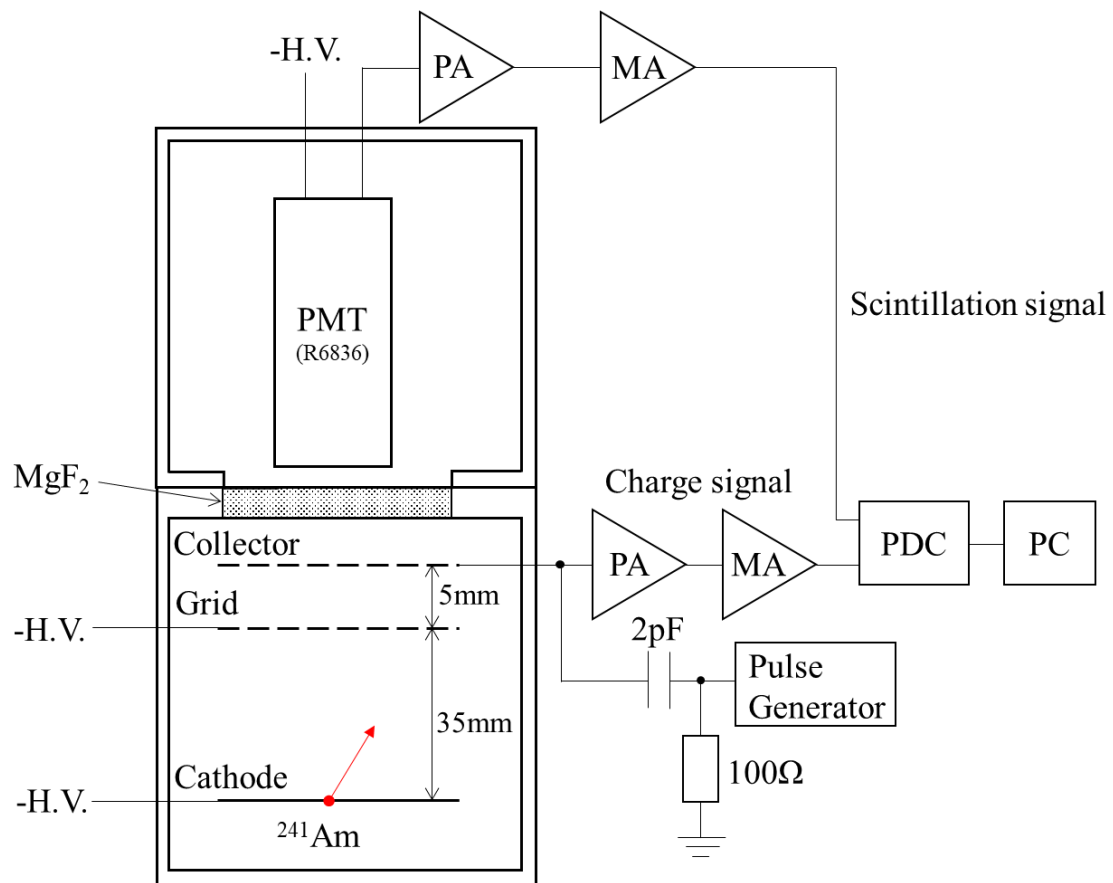 -H.V.
PA
MA
PMT
(R6836)
Scintillation signal
MgF₂
Charge signal
Collector
PA
MA
PDC
PC
5mm
Grid
-H.V.
2pF
Pulse
Generator
35mm
100Ω
Cathode
-H.V.
²⁴¹Am